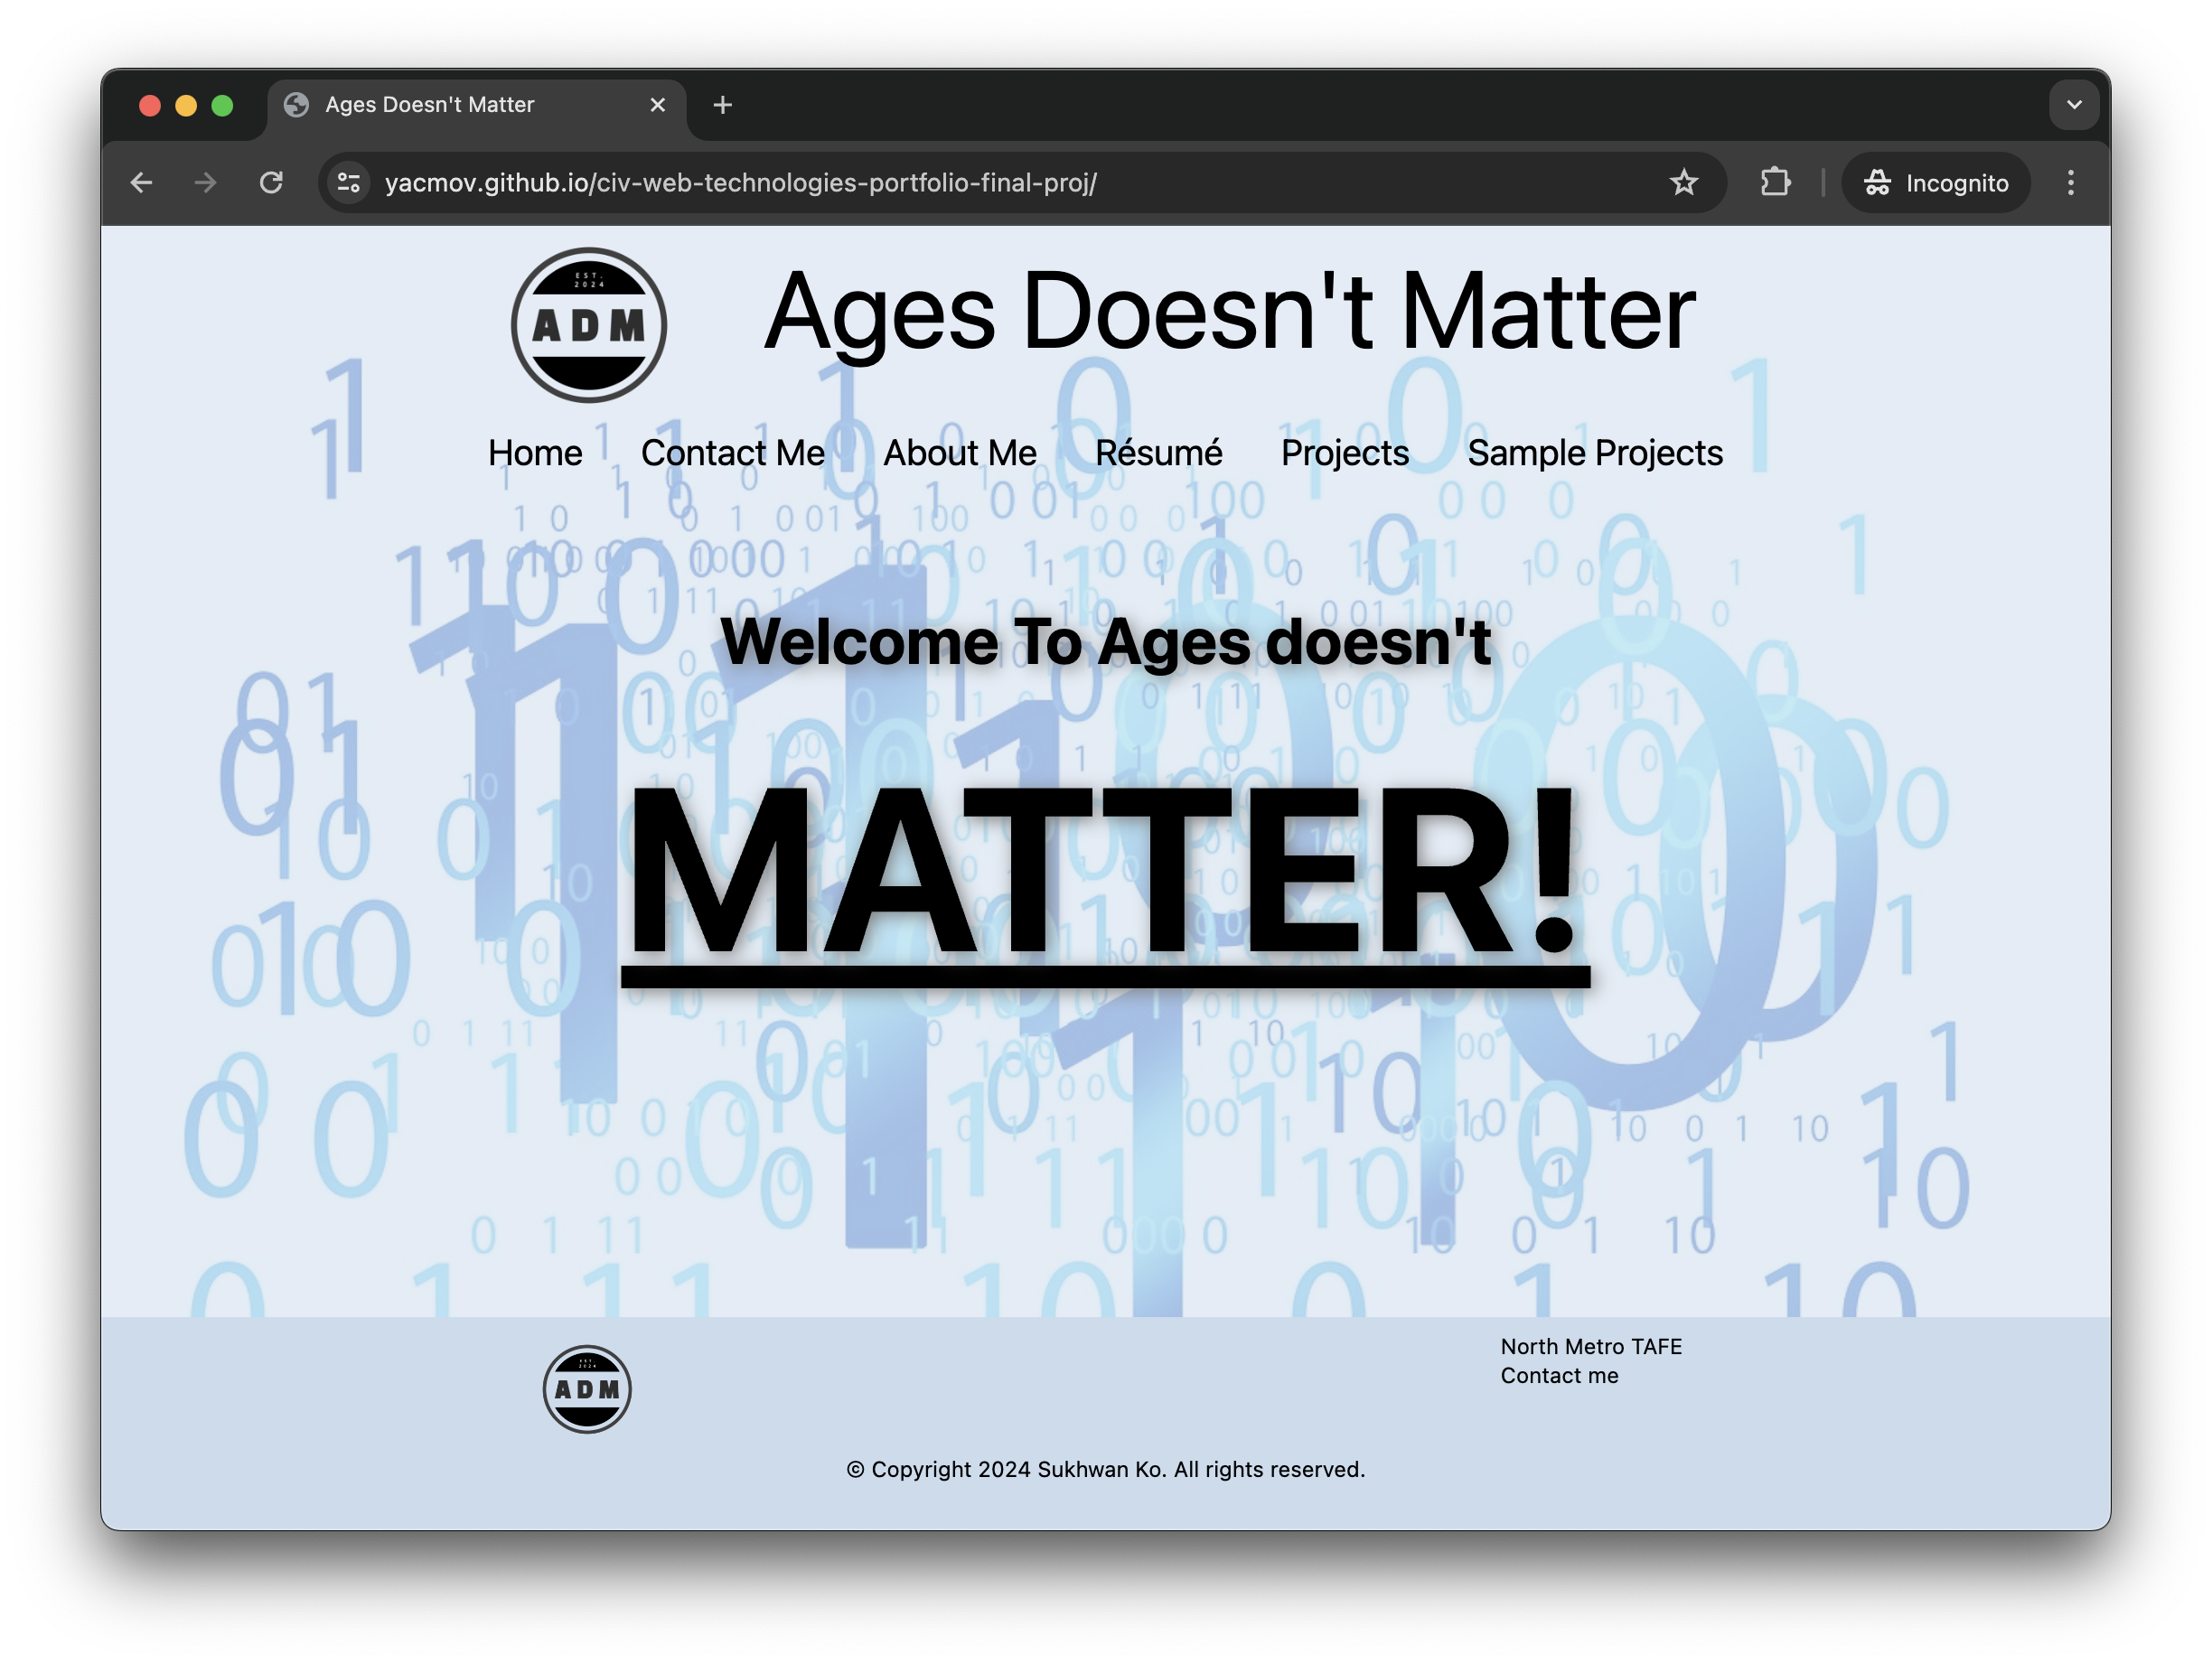 Ages Doesn't Matter
yacmov.github.io/civ-web-technologies-portfolio-final-proj/
Incognito
EST.
2024
ADM
Ages Doesn't Matter
Home Contact Me About Me Résumé Projects Sample Projects
Welcome To Ages doesn't
MATTER!
EST.
2024
ADM
North Metro TAFE
Contact me
© Copyright 2024 Sukhwan Ko. All rights reserved.